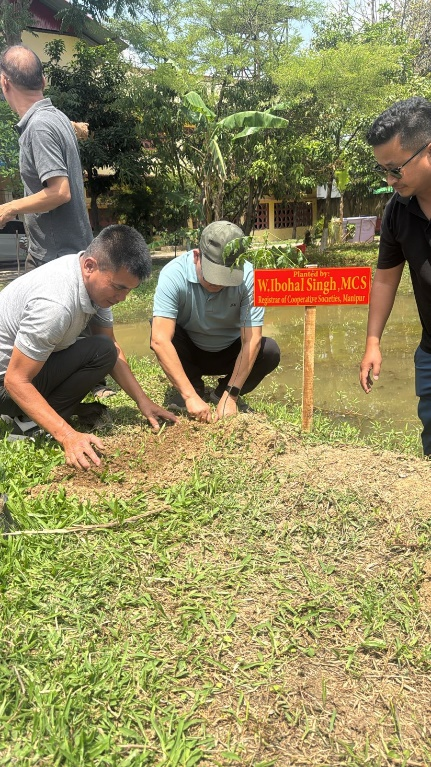 Planted by:
W.Ibohal Singh,MCS
Registrar of Cooperative Societies, Manipur